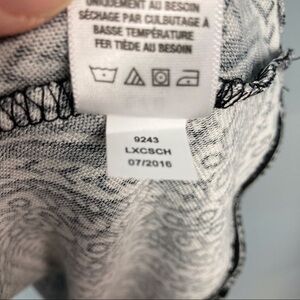 UNIQUEMENT AU BESOIN
SÉCHAGE PAR CULBUTAGE À
BASSE TEMPÉRATURE
FER TIÈDE AU BESOIN
9243
LXCSCH
07/2016